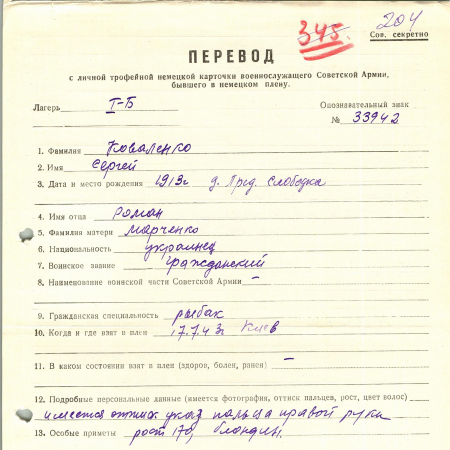 345. 204
Сов. секретно
ПЕРЕВОД
с личной трофейной немецкой карточки военнослужащего Советской Армии,
бывшего в немецком плену.
Лагерь I-Б Опознавательный знак
№ 33942
1. Фамилия Коваленко
2. Имя Сергей
3. Дата и место рождения 1913г д. Пред. Слободка
4. Имя отца Роман
5. Фамилия матери Марченко
6. Национальность украинец
7. Воинское звание гражданский
8. Наименование воинской части Советской Армии —
9. Гражданская специальность рыбак
10. Когда и где взят в плен 17.7.43г Киев
11. В каком состоянии взят в плен (здоров, болен, ранен) —
12. Подробные персональные данные (имеется фотография, оттиск пальцев, рост, цвет волос)
имеется оттиск указ пальца правой руки
13. Особые приметы рост 170, блондин.